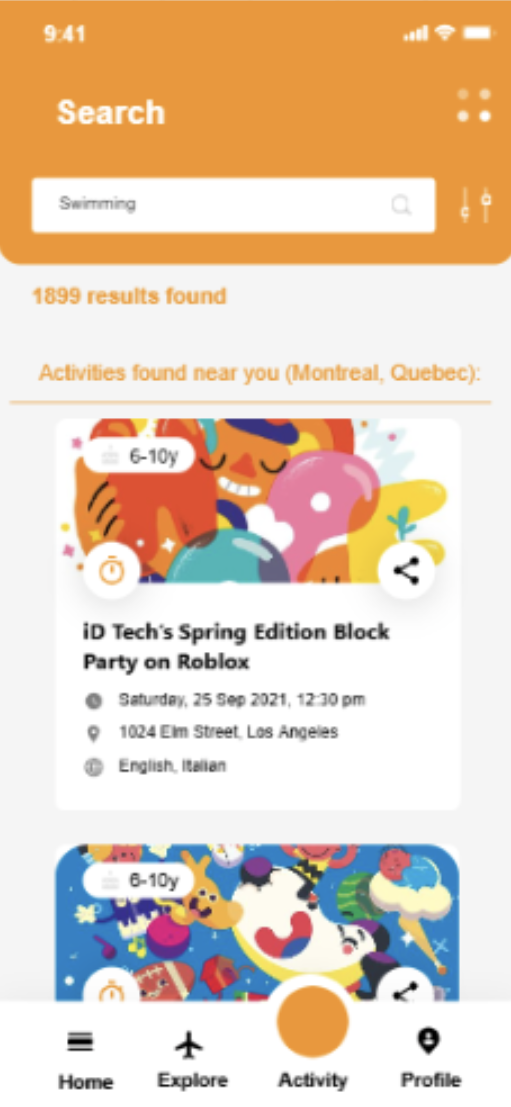 9:41
Search
Swimming
1899 results found
Activities found near you (Montreal, Quebec):
6-10y
iD Tech's Spring Edition Block
Party on Roblox
Saturday, 25 Sep 2021, 12:30 pm
1024 Elm Street, Los Angeles
English, Italian
6-10y
Home
Explore
Activity
Profile